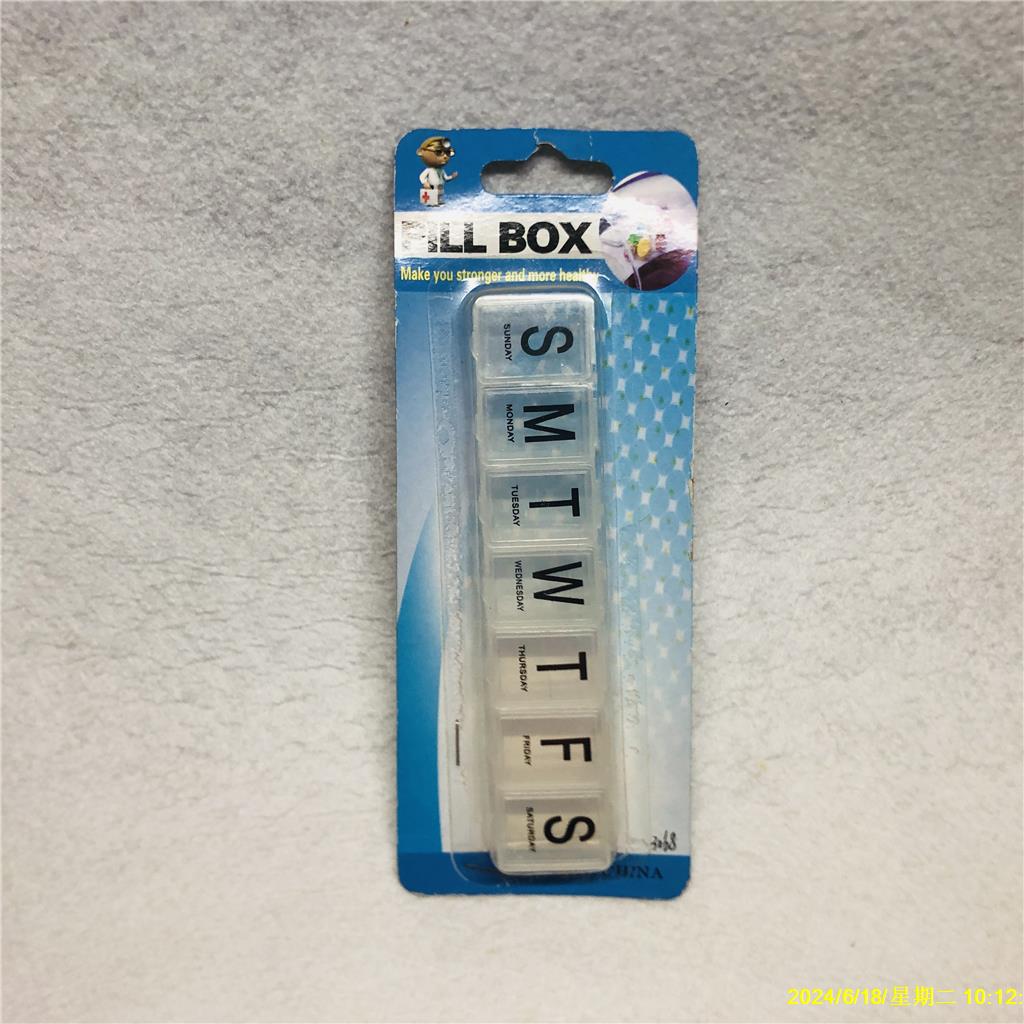 PILL BOX
Make you stronger and more healthy
S
SUNDAY
M
MONDAY
T
TUESDAY
W
WEDNESDAY
T
THURSDAY
F
FRIDAY
S
SATURDAY
CHINA
2024/6/18/星期二 10:12: